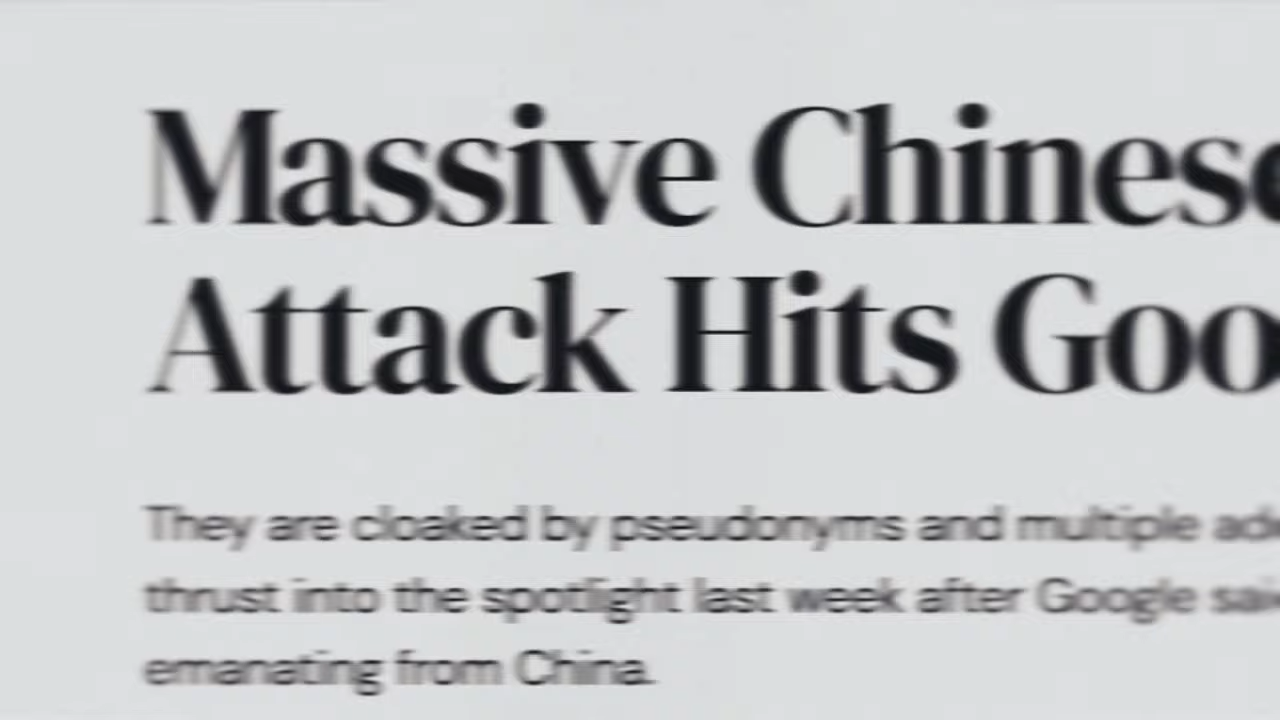 Massive Chinese
Attack Hits Goo
They are cloaked by pseudonyms and multiple
thrust into the spotlight last week after Google
emanating from China.